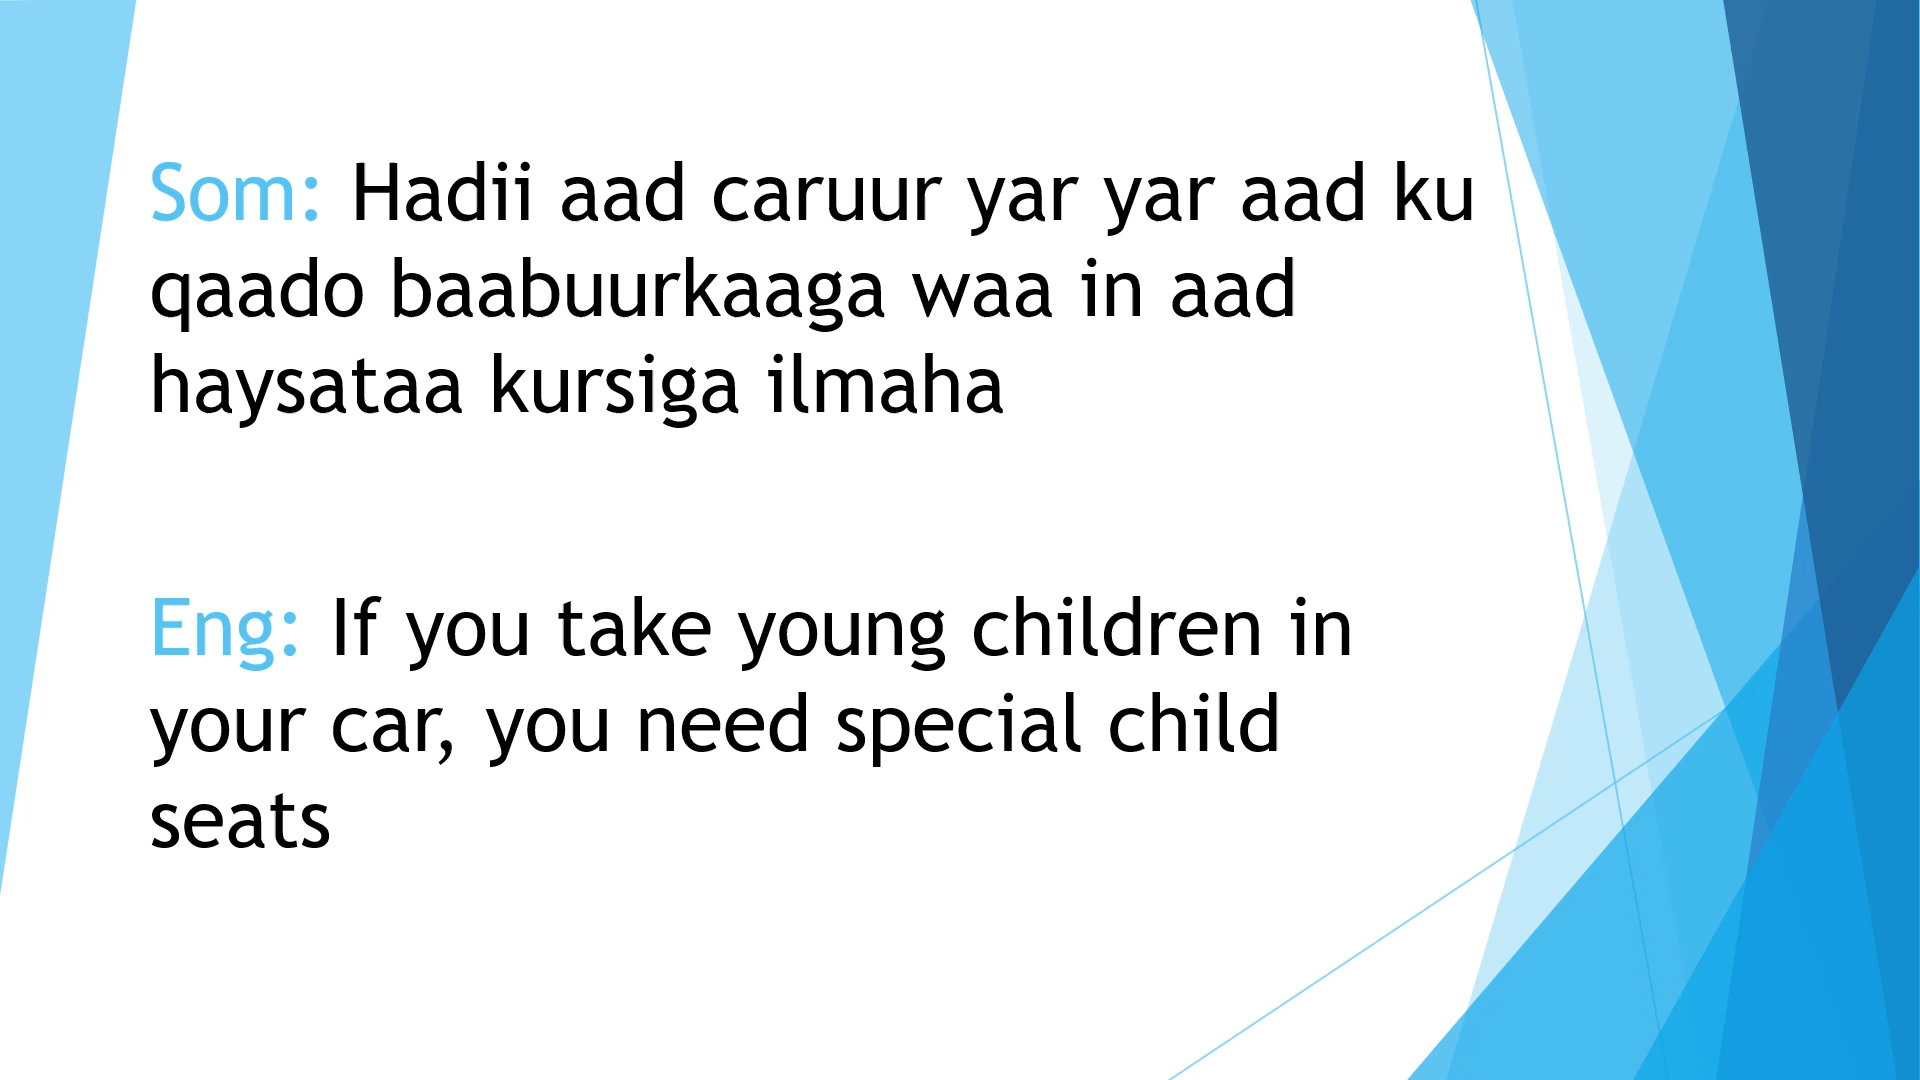 Som: Hadii aad caruur yar yar aad ku
qaado baabuurkaaga waa in aad
haysataa kursiga ilmaha
Eng: If you take young children in
your car, you need special child
seats